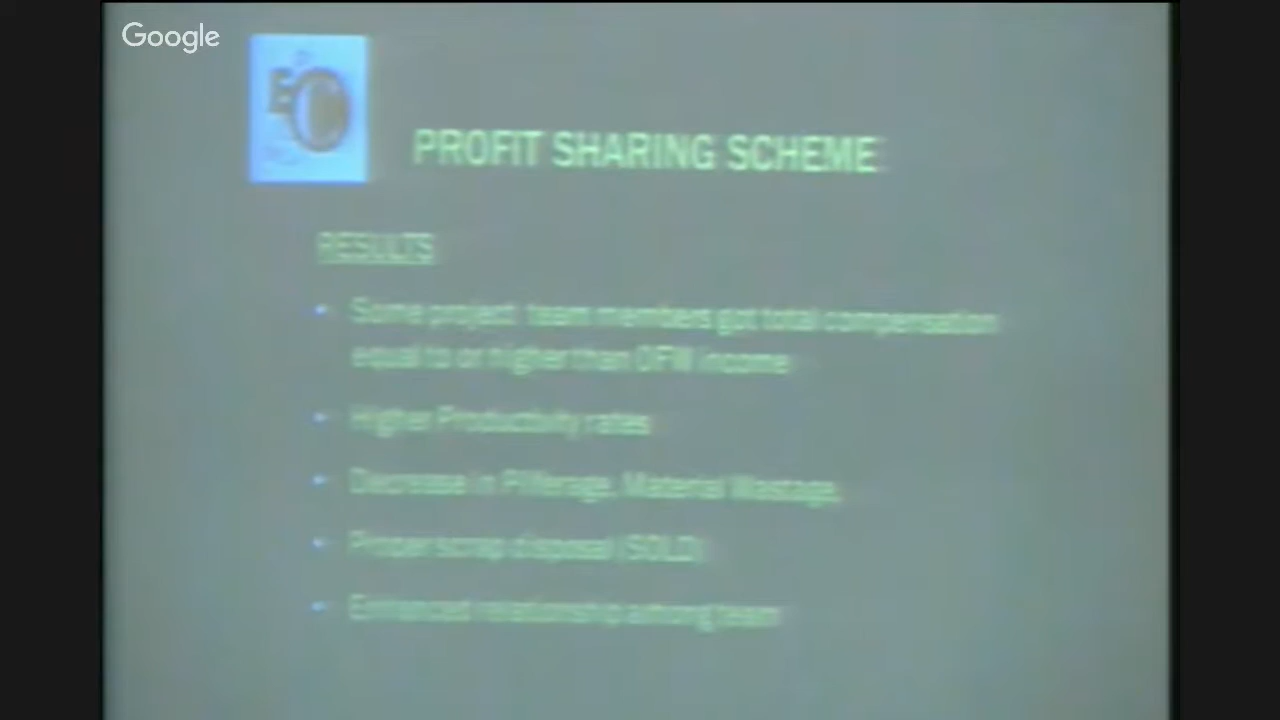 Google
EC
PROFIT SHARING SCHEME
RESULTS
Some project team members got total compensation
equal to or higher than OFW income
Higher Productivity rates
Decrease in Pilferage, Material Wastage,
Proper scrap disposal (SOLD)
Enhanced relationship among team